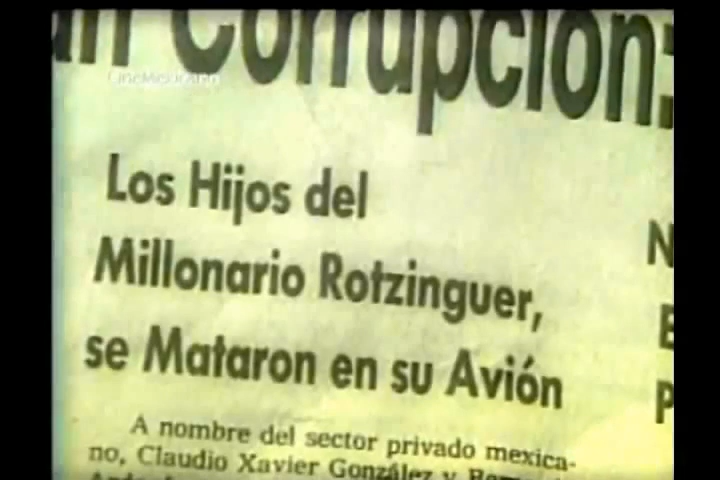 Corrupción:
CineMexicano
Los Hijos del
Millonario Rotzinguer,
se Mataron en su Avión
A nombre del sector privado mexica-
no, Claudio Xavier González y